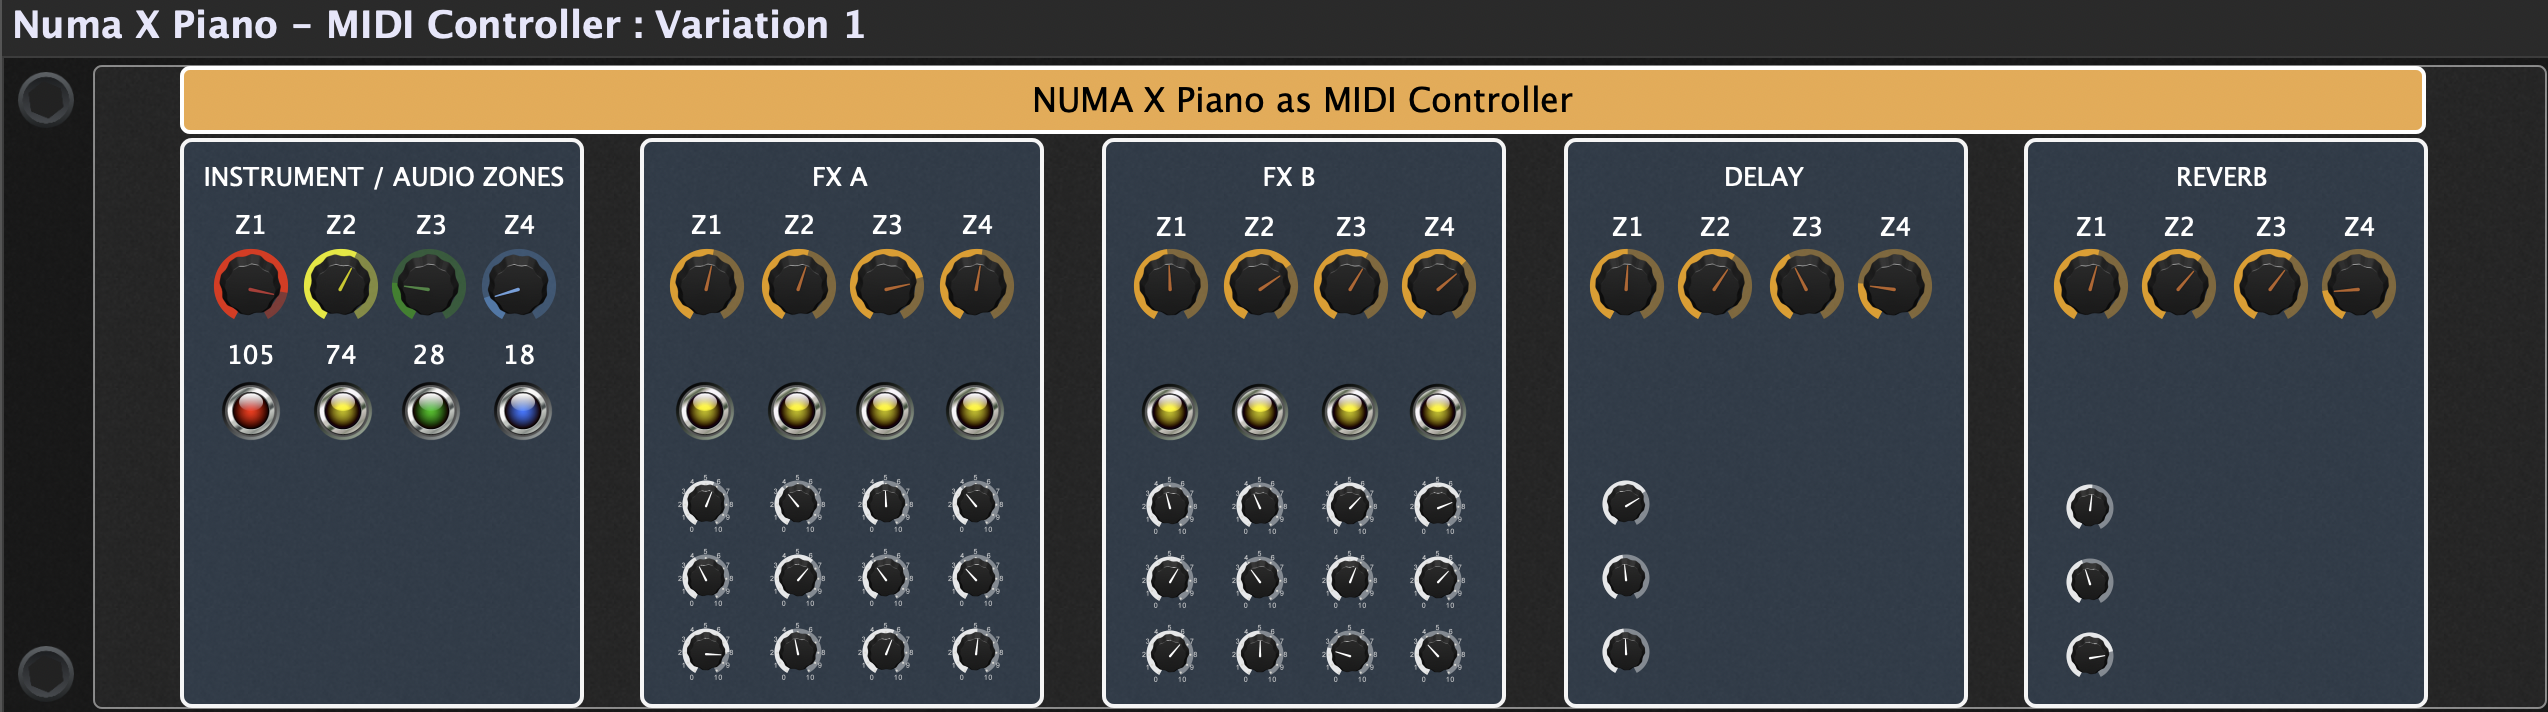 Numa X Piano - MIDI Controller : Variation 1
NUMA X Piano as MIDI Controller
INSTRUMENT / AUDIO ZONES
Z1 Z2 Z3 Z4
105 74 28 18
FX A
Z1 Z2 Z3 Z4
FX B
Z1 Z2 Z3 Z4
DELAY
Z1 Z2 Z3 Z4
REVERB
Z1 Z2 Z3 Z4